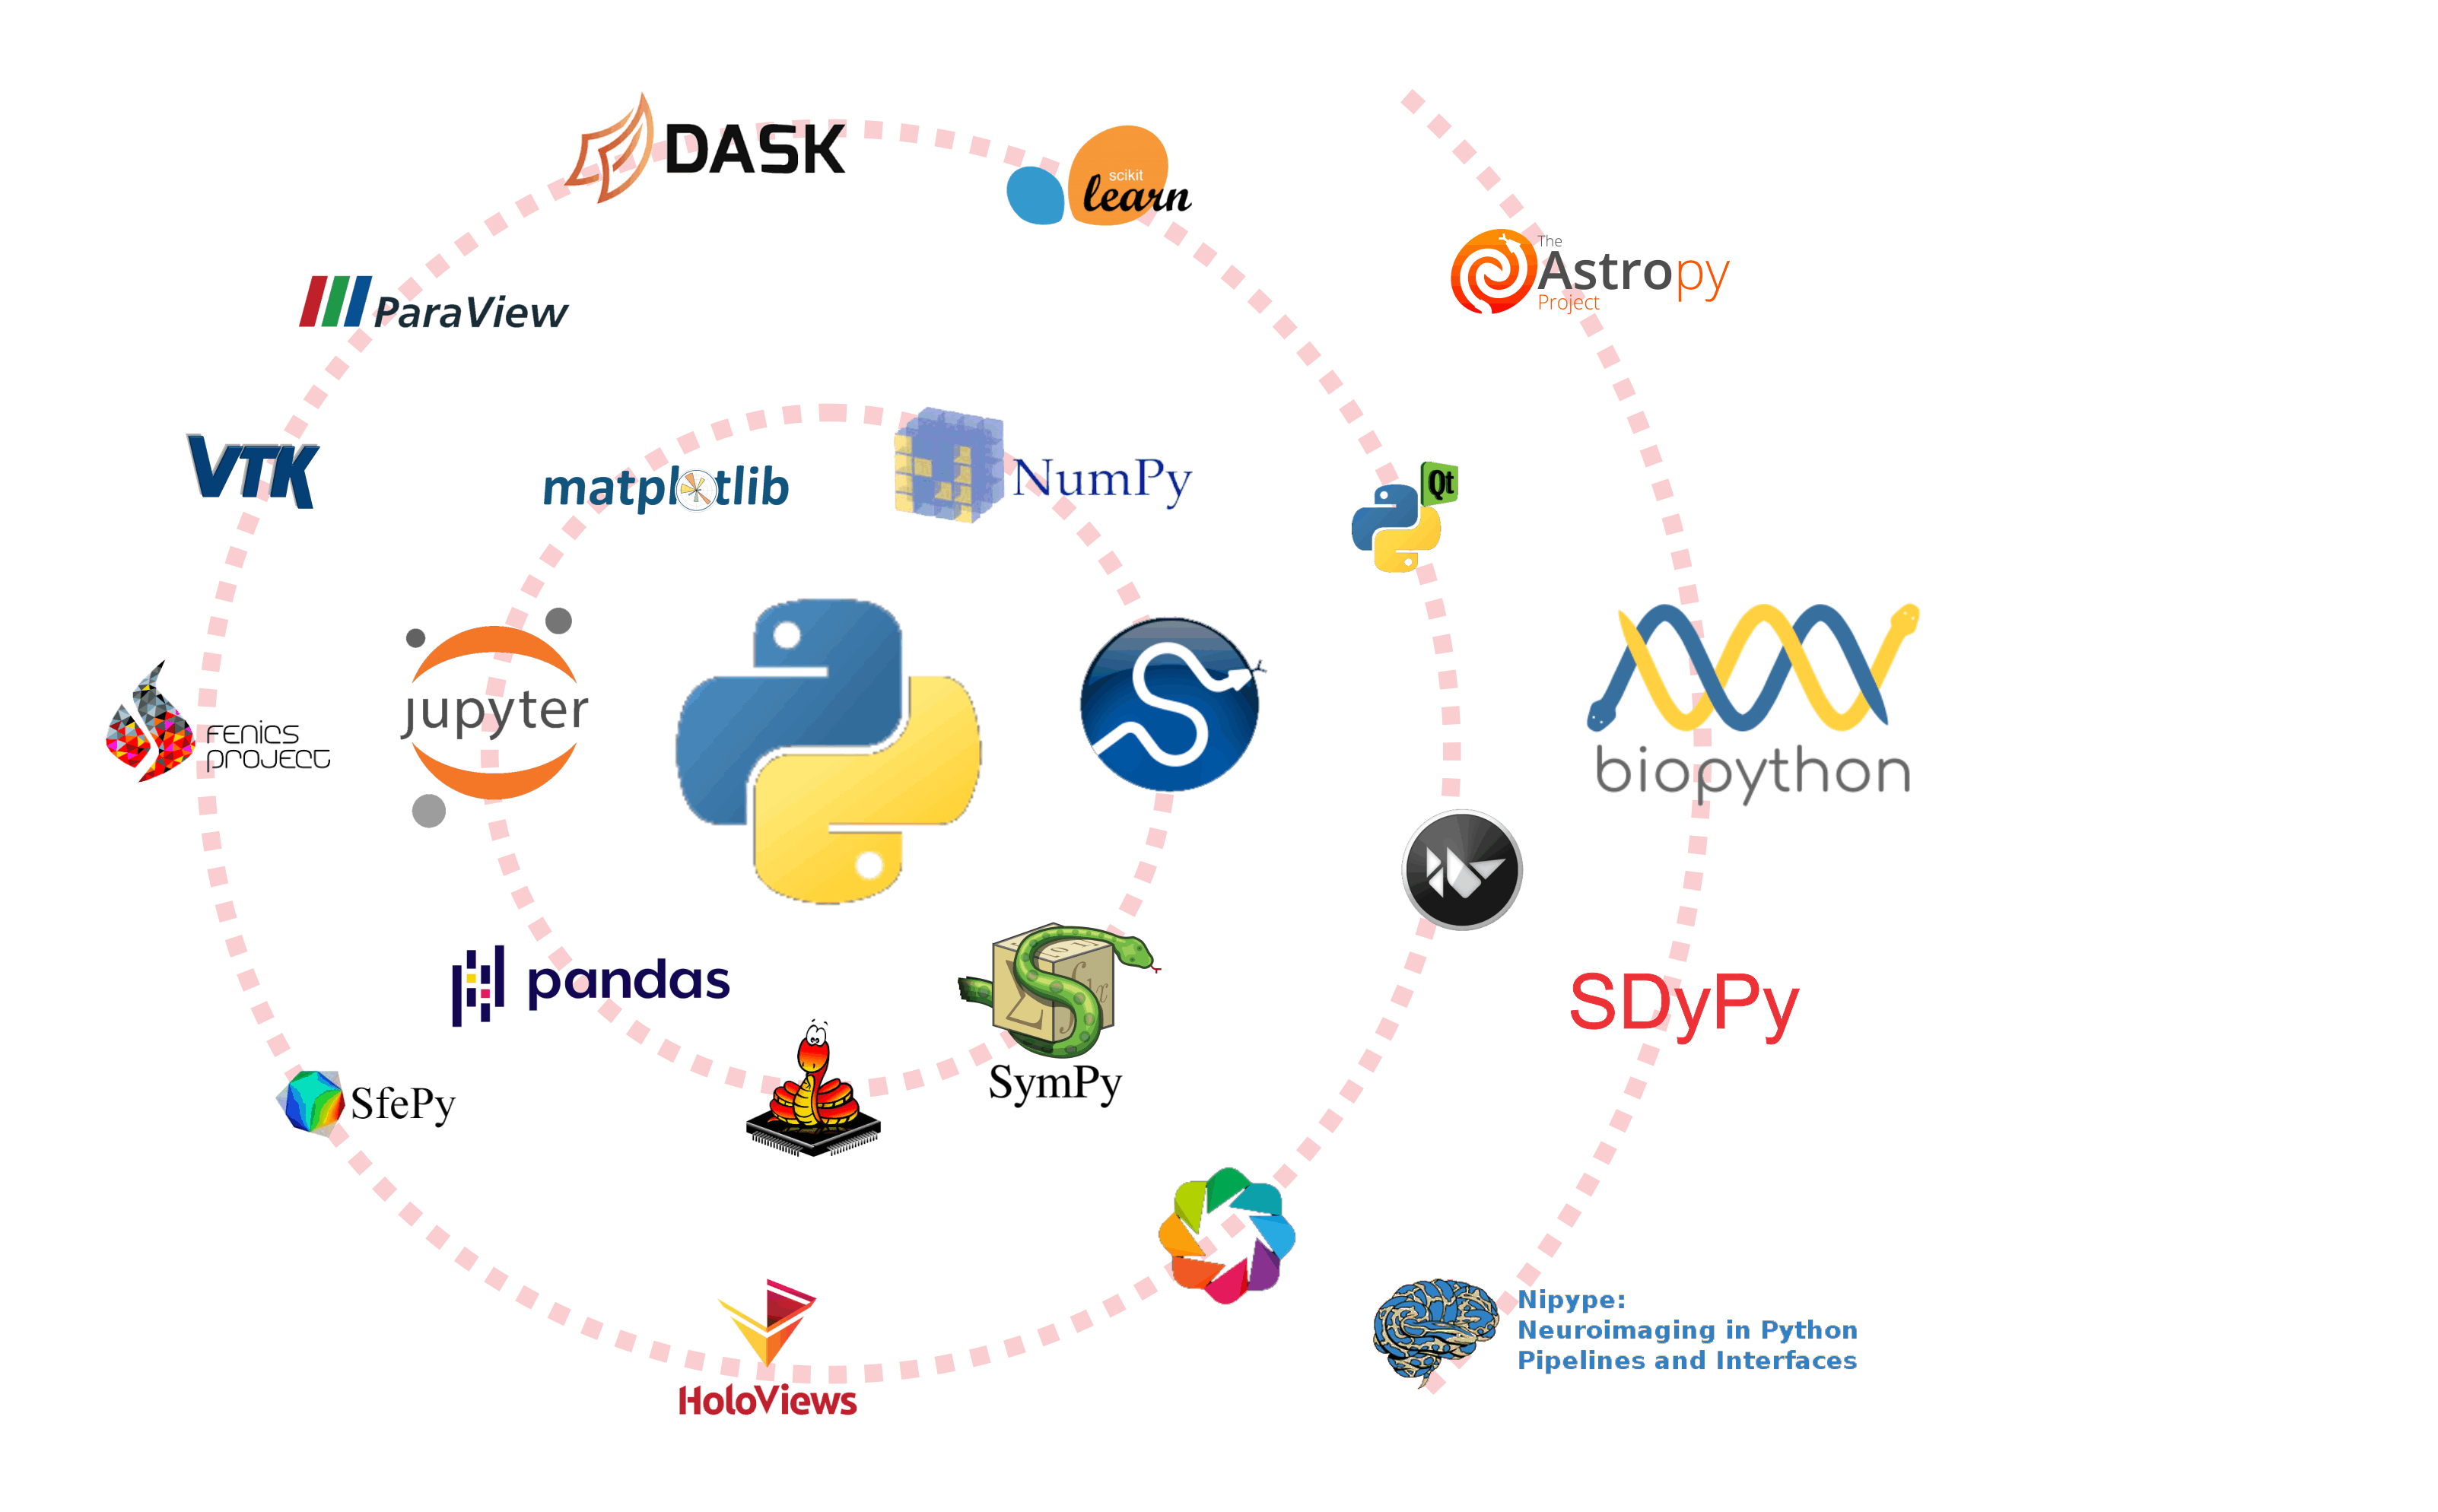 DASK
scikit
learn
The
Astropy
Project
ParaView
VTK
matplotlib
NumPy
Qt
jupyter
FENICS
PROJECT
biopython
pandas
SDyPy
SymPy
SfePy
Nipype:
Neuroimaging in Python
Pipelines and Interfaces
HoloViews